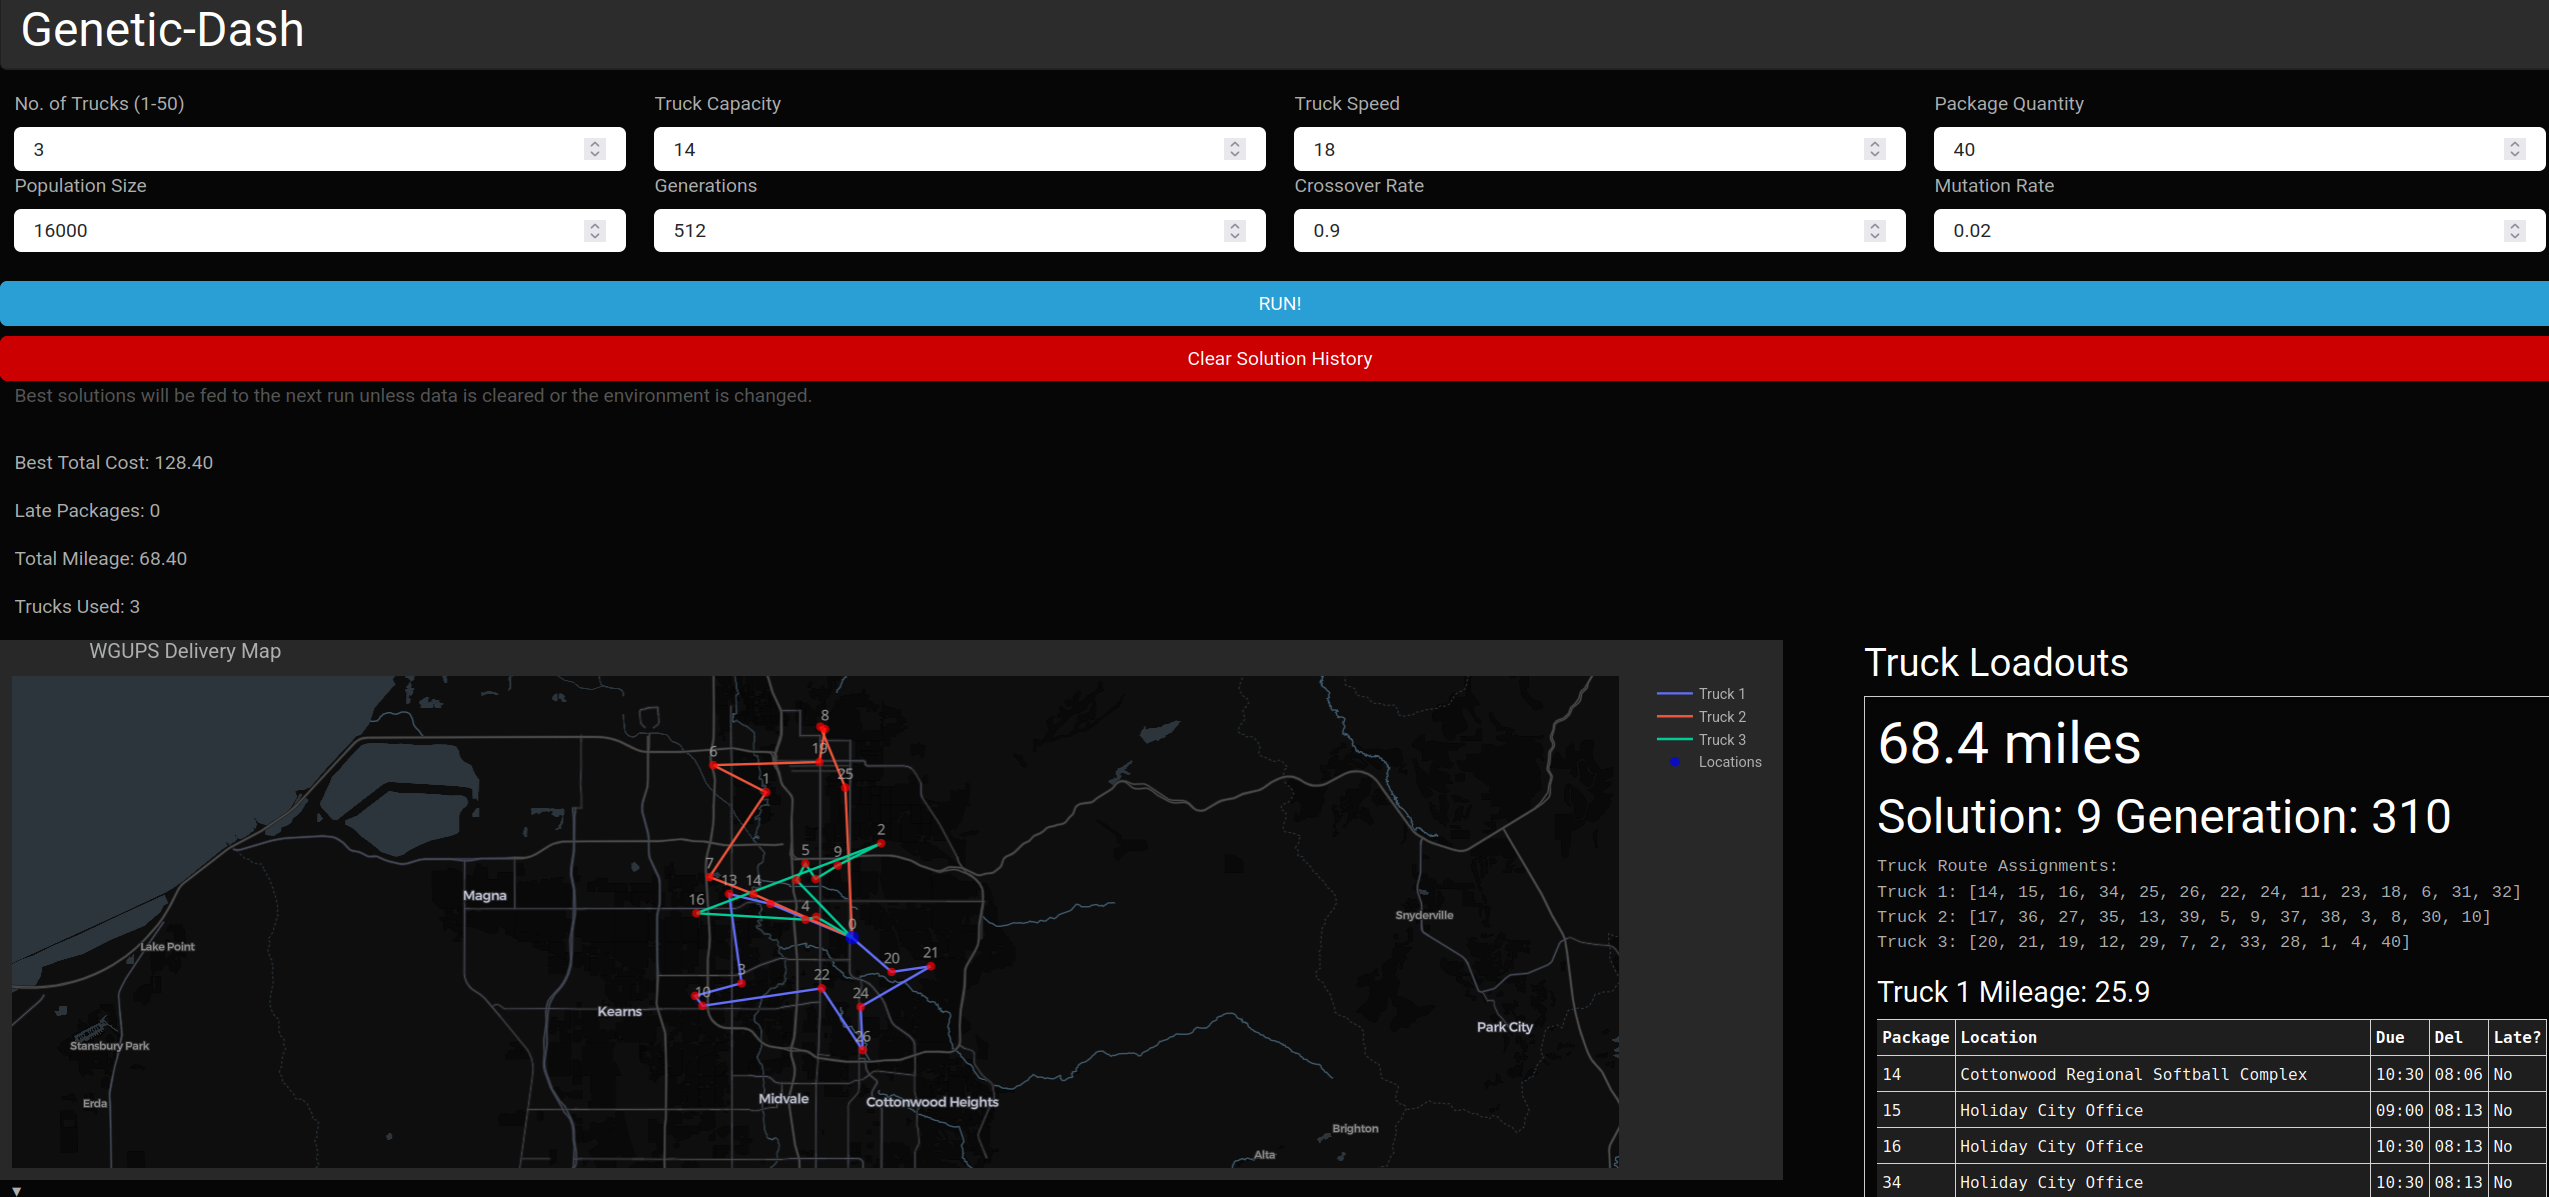 Genetic-Dash
No. of Trucks (1-50) Truck Capacity Truck Speed Package Quantity
3 14 18 40
Population Size Generations Crossover Rate Mutation Rate
16000 512 0.9 0.02
RUN!
Clear Solution History
Best solutions will be fed to the next run unless data is cleared or the environment is changed.
Best Total Cost: 128.40
Late Packages: 0
Total Mileage: 68.40
Trucks Used: 3
WGUPS Delivery Map
Truck 1
Truck 2
Truck 3
Locations
8
6
19
1
25
2
5
9
7
13
14
16
4
0
3
22
20
21
10
24
26
Magna
Lake Point
Kearns
Stansbury Park
Erda
Midvale
Cottonwood Heights
Snyderville
Park City
Brighton
Alta
Truck Loadouts
68.4 miles
Solution: 9 Generation: 310
Truck Route Assignments:
Truck 1: [14, 15, 16, 34, 25, 26, 22, 24, 11, 23, 18, 6, 31, 32]
Truck 2: [17, 36, 27, 35, 13, 39, 5, 9, 37, 38, 3, 8, 30, 10]
Truck 3: [20, 21, 19, 12, 29, 7, 2, 33, 28, 1, 4, 40]
Truck 1 Mileage: 25.9
Package Location Due Del Late?
14 Cottonwood Regional Softball Complex 10:30 08:06 No
15 Holiday City Office 09:00 08:13 No
16 Holiday City Office 10:30 08:13 No
34 Holiday City Office 10:30 08:13 No